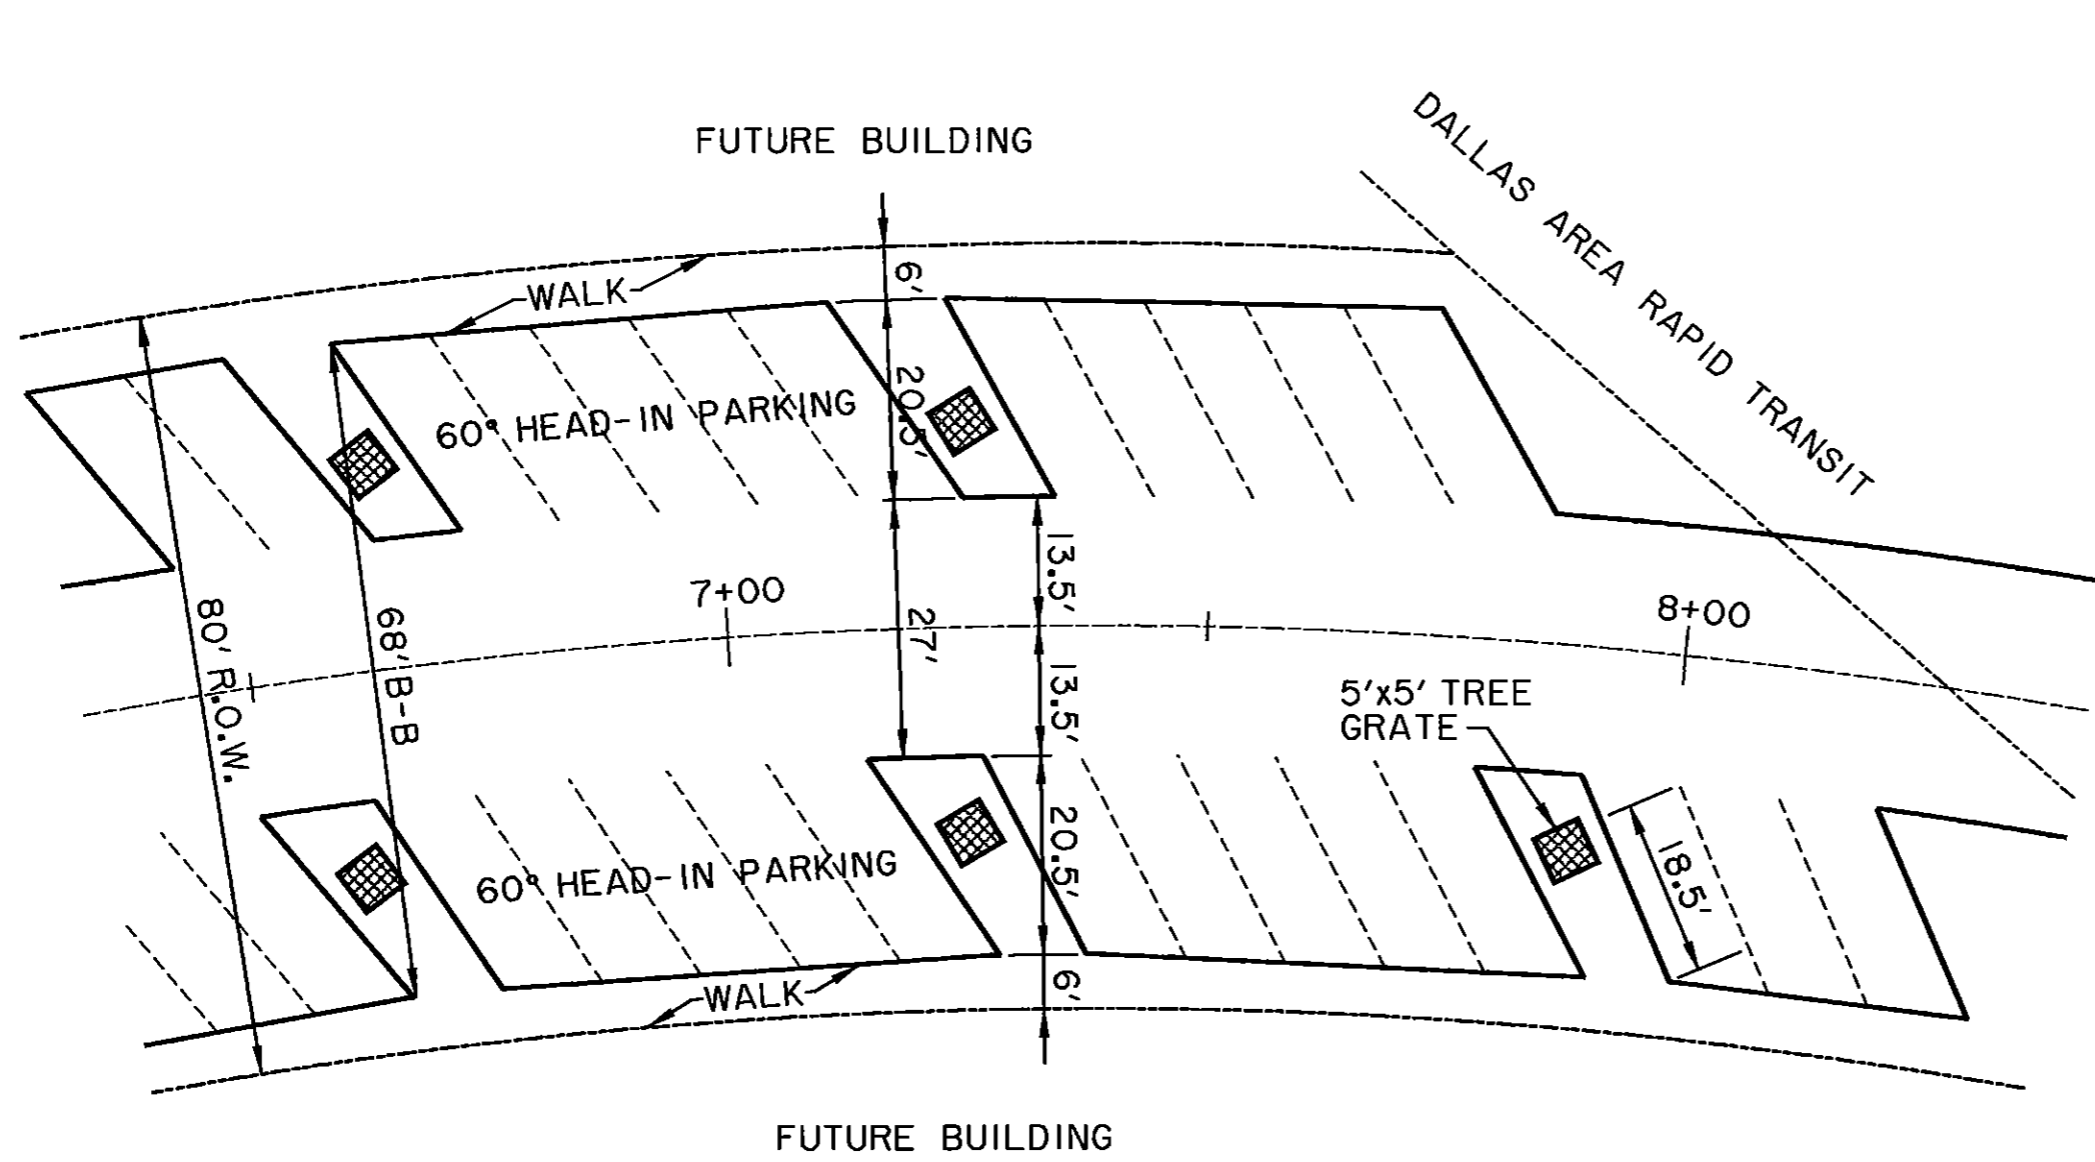 FUTURE BUILDING
DALLAS AREA RAPID TRANSIT
6'
WALK
20.5'
60° HEAD-IN PARKING
13.5'
7+00
8+00
27'
80' R.O.W.
68' B-B
13.5'
5'x5' TREE
GRATE
20.5'
18.5'
60° HEAD-IN PARKING
6'
WALK
FUTURE BUILDING